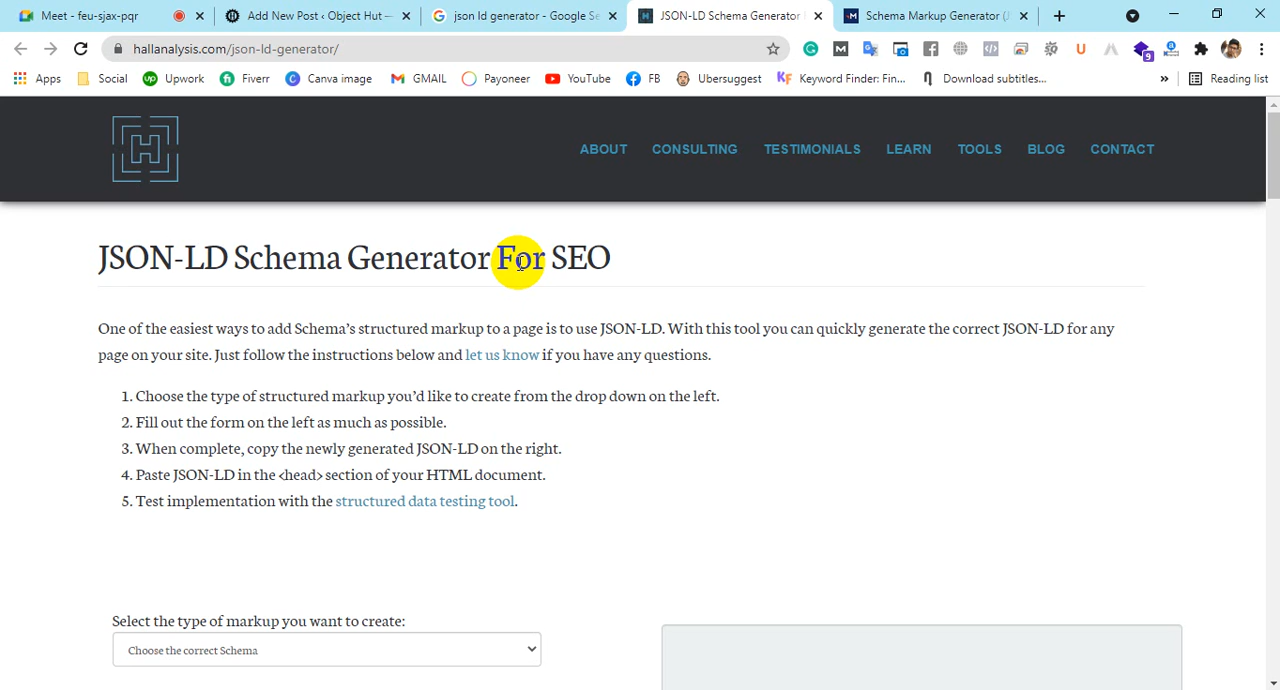 Meet - feu-sjax-pqr
Add New Post ‹ Object Hut —
json ld generator - Google Se
JSON-LD Schema Generator
Schema Markup Generator (J
9
hallanalysis.com/json-ld-generator/
Apps
Social
Upwork
Fiverr
Canva image
GMAIL
Payoneer
YouTube
FB
Ubersuggest
Keyword Finder: Fin...
Download subtitles...
»
Reading list
ABOUT
CONSULTING
TESTIMONIALS
LEARN
TOOLS
BLOG
CONTACT
JSON-LD Schema Generator For SEO
One of the easiest ways to add Schema’s structured markup to a page is to use JSON-LD. With this tool you can quickly generate the correct JSON-LD for any
page on your site. Just follow the instructions below and let us know if you have any questions.
1. Choose the type of structured markup you’d like to create from the drop down on the left.
2. Fill out the form on the left as much as possible.
3. When complete, copy the newly generated JSON-LD on the right.
4. Paste JSON-LD in the <head> section of your HTML document.
5. Test implementation with the structured data testing tool.
Select the type of markup you want to create:
Choose the correct Schema